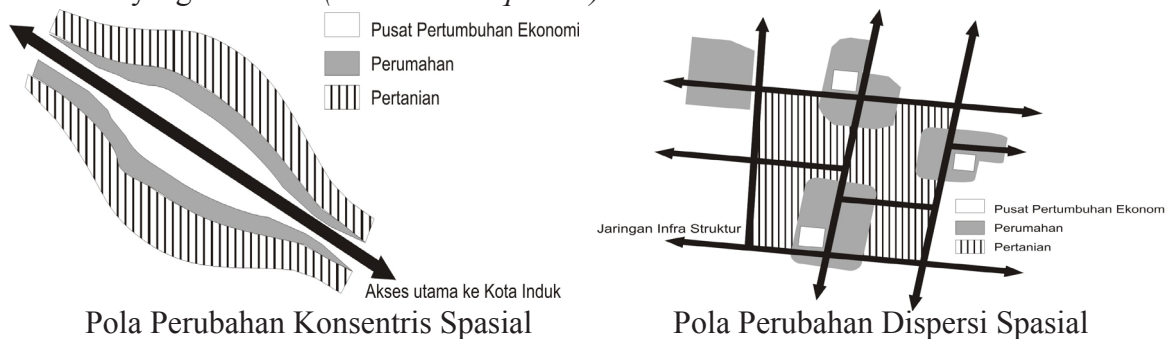 Pusat Pertumbuhan Ekonomi
Perumahan
Pertanian
Akses utama ke Kota Induk
Pola Perubahan Konsentris Spasial
Jaringan Infra Struktur
Pusat Pertumbuhan Ekonom
Perumahan
Pertanian
Pola Perubahan Dispersi Spasial